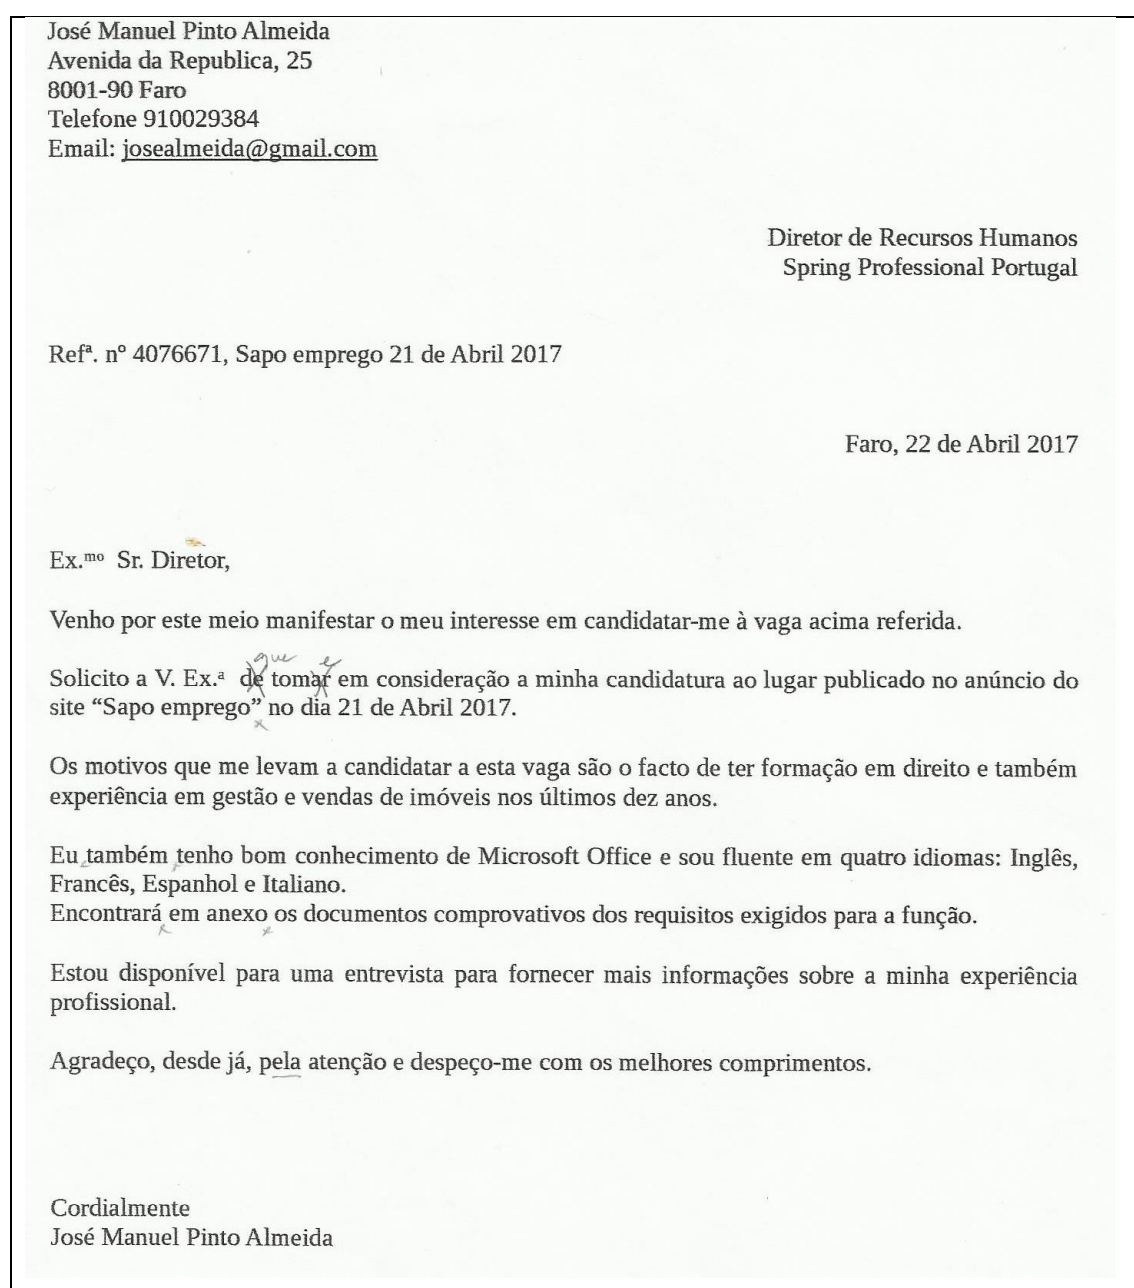 José Manuel Pinto Almeida
Avenida da Republica, 25
8001-90 Faro
Telefone 910029384
Email: josealmeida@gmail.com
Diretor de Recursos Humanos
Spring Professional Portugal
Refª. nº 4076671, Sapo emprego 21 de Abril 2017
Faro, 22 de Abril 2017
Ex.ᵐᵒ Sr. Diretor,
Venho por este meio manifestar o meu interesse em candidatar-me à vaga acima referida.
que e
Solicito a V. Ex.ª de tomar em consideração a minha candidatura ao lugar publicado no anúncio do
site “Sapo emprego” no dia 21 de Abril 2017.
Os motivos que me levam a candidatar a esta vaga são o facto de ter formação em direito e também
experiência em gestão e vendas de imóveis nos últimos dez anos.
Eu também tenho bom conhecimento de Microsoft Office e sou fluente em quatro idiomas: Inglês,
Francês, Espanhol e Italiano.
Encontrará em anexo os documentos comprovativos dos requisitos exigidos para a função.
Estou disponível para uma entrevista para fornecer mais informações sobre a minha experiência
profissional.
Agradeço, desde já, pela atenção e despeço-me com os melhores comprimentos.
Cordialmente
José Manuel Pinto Almeida